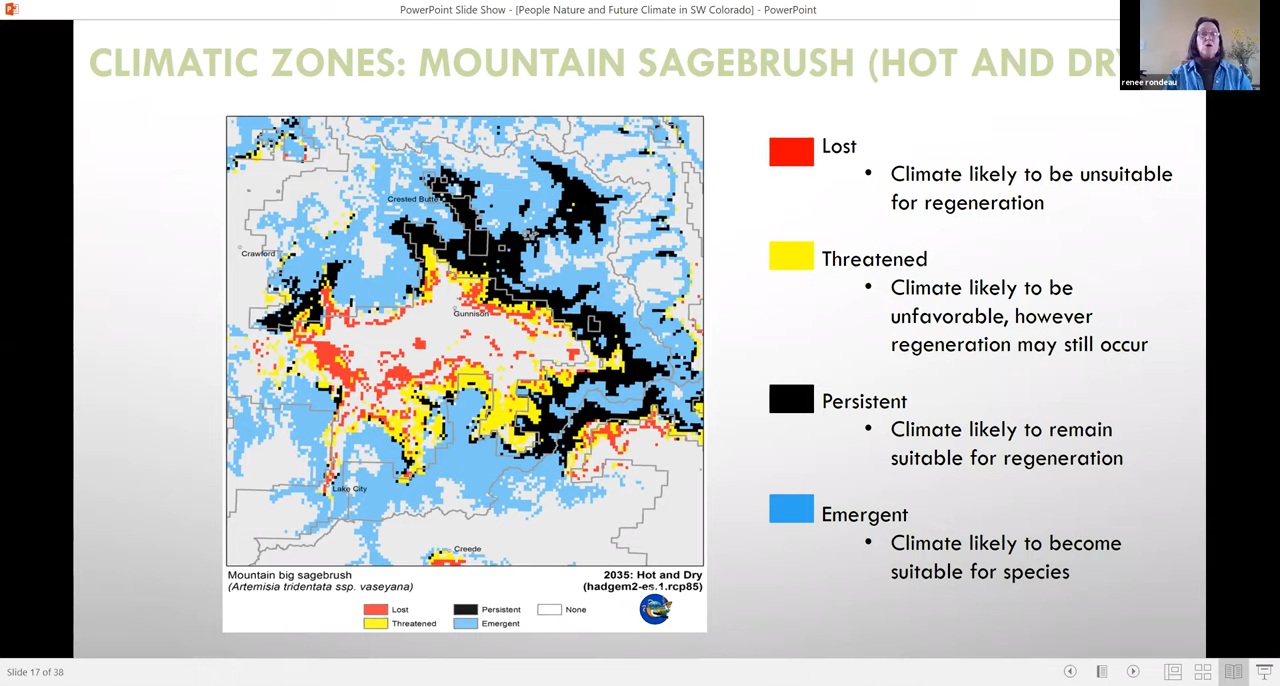 PowerPoint Slide Show - [People Nature and Future Climate in SW Colorado] - PowerPoint
CLIMATIC ZONES: MOUNTAIN SAGEBRUSH (HOT AND DR
renee rondeau
Crested Butte
Crawford
Gunnison
Lake City
Creede
Mountain big sagebrush
(Artemisia tridentata ssp. vaseyana)
2035: Hot and Dry
(hadgem2-es.1.rcp85)
Lost
Persistent
None
Threatened
Emergent
Lost
• Climate likely to be unsuitable
for regeneration
Threatened
• Climate likely to be
unfavorable, however
regeneration may still occur
Persistent
• Climate likely to remain
suitable for regeneration
Emergent
• Climate likely to become
suitable for species
Slide 17 of 38